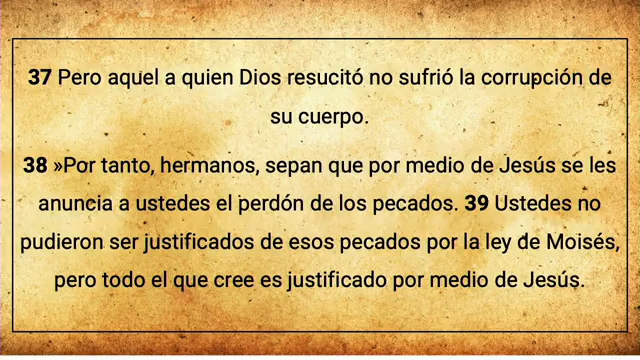 37 Pero aquel a quien Dios resucitó no sufrió la corrupción de
su cuerpo.
38 »Por tanto, hermanos, sepan que por medio de Jesús se les
anuncia a ustedes el perdón de los pecados. 39 Ustedes no
pudieron ser justificados de esos pecados por la ley de Moisés,
pero todo el que cree es justificado por medio de Jesús.